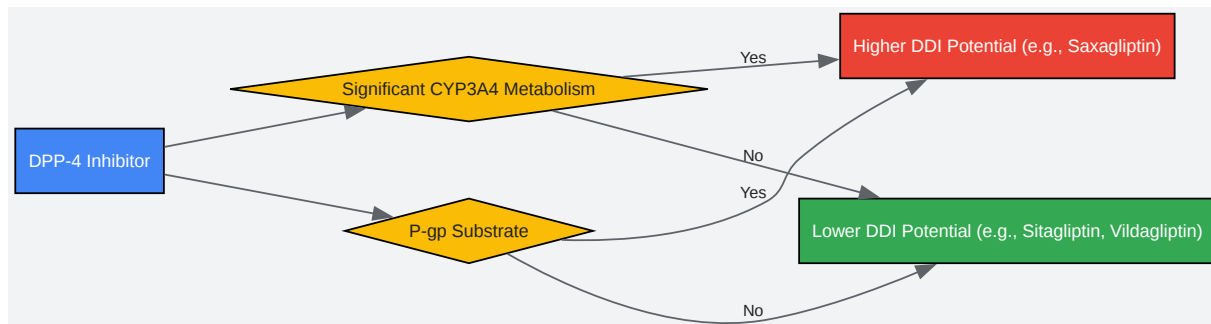 Higher DDI Potential (e.g., Saxagliptin)
Yes
Significant CYP3A4 Metabolism
DPP-4 Inhibitor
No
Yes
P-gp Substrate
Lower DDI Potential (e.g., Sitagliptin, Vildagliptin)
No